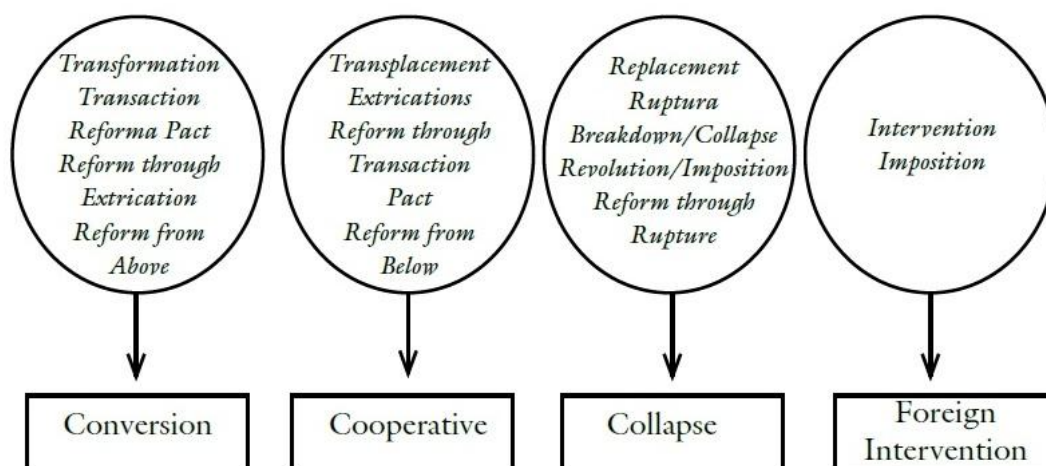 Transformation
Transaction
Reforma Pact
Reform through
Extrication
Reform from
Above
Transplacement
Extrications
Reform through
Transaction
Pact
Reform from
Below
Replacement
Ruptura
Breakdown/Collapse
Revolution/Imposition
Reform through
Rupture
Intervention
Imposition
Conversion
Cooperative
Collapse
Foreign
Intervention